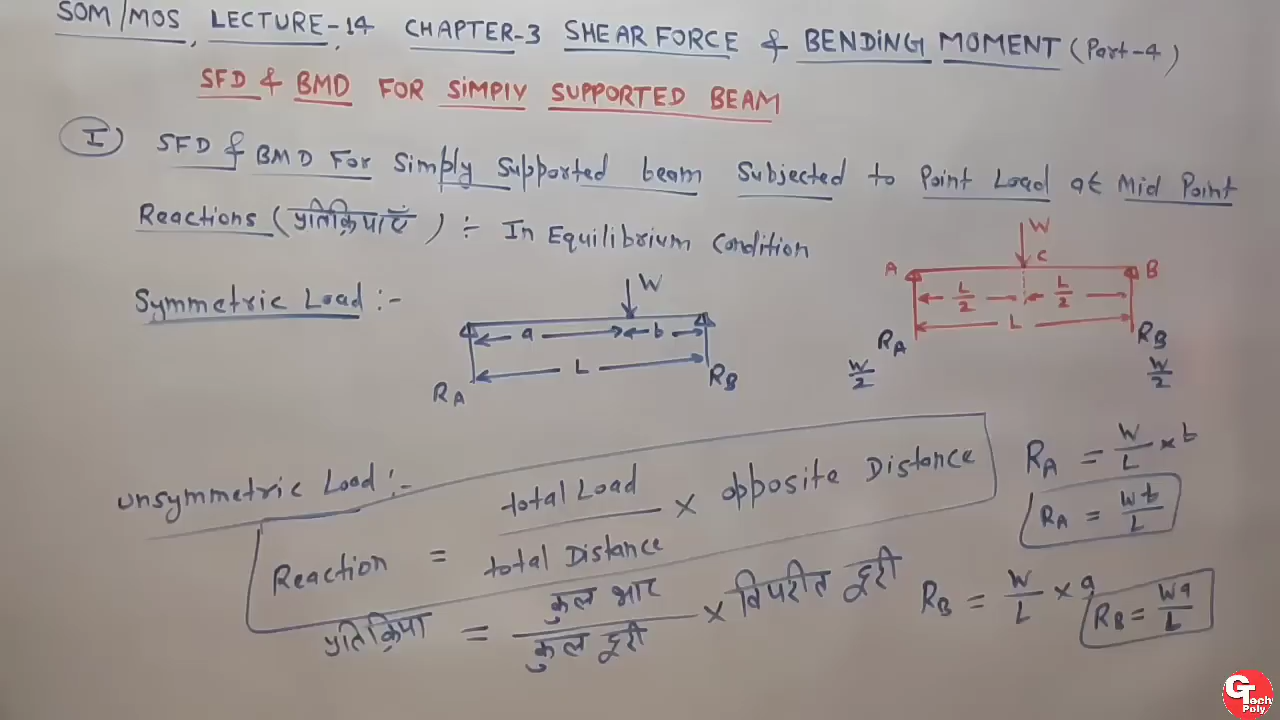 SOM/MOS, LECTURE-14 CHAPTER-3 SHEAR FORCE & BENDING MOMENT (Part-4)
SFD & BMD FOR SIMPLY SUPPORTED BEAM
I) SFD & BMD For Simply Supported beam Subjected to Point Load at Mid Point
Reactions (प्रतिक्रियाएँ) :- In Equilibrium Condition
Symmetric Load :-
W
a b
L
RA RB
W
A C B
L/2 L/2
L
RA RB
W/2 W/2
Unsymmetric Load :-
Reaction = total Load / total Distance × opposite Distance
प्रतिक्रिया = कुल भार / कुल दूरी × विपरीत दूरी
RA = W/L × b
RA = Wb/L
RB = W/L × a
RB = Wa/L
GTech Poly